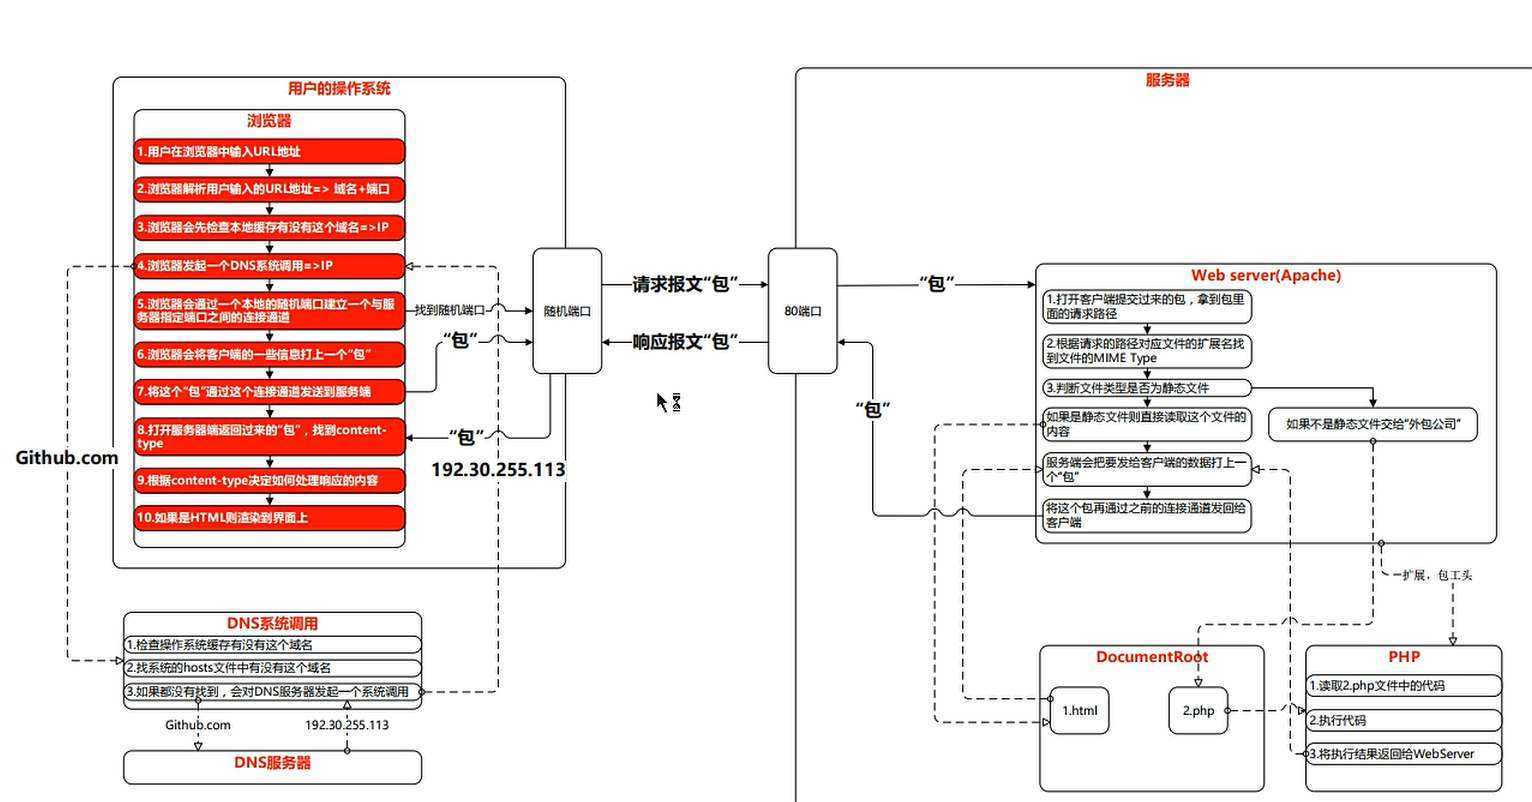 用户的操作系统
浏览器
1.用户在浏览器中输入URL地址
2.浏览器解析用户输入的URL地址=> 域名+端口
3.浏览器会先检查本地缓存有没有这个域名=>IP
4.浏览器发起一个DNS系统调用=>IP
5.浏览器会通过一个本地的随机端口建立一个与服
务器指定端口之间的连接通道
6.浏览器会将客户端的一些信息打上一个“包”
7.将这个“包”通过这个连接通道发送到服务端
8.打开服务器端返回过来的“包”，找到content-
type
9.根据content-type决定如何处理响应的内容
10.如果是HTML则渲染到界面上
找到随机端口
“包”
“包”
192.30.255.113
Github.com
随机端口
请求报文“包”
响应报文“包”
DNS系统调用
1.检查操作系统缓存有没有这个域名
2.找系统的hosts文件中有没有这个域名
3.如果都没有找到，会对DNS服务器发起一个系统调用
Github.com
192.30.255.113
DNS服务器
服务器
80端口
“包”
“包”
Web server(Apache)
1.打开客户端提交过来的包，拿到包里
面的请求路径
2.根据请求的路径对应文件的扩展名找
到文件的MIME Type
3.判断文件类型是否为静态文件
如果是静态文件则直接读取这个文件的
内容
如果不是静态文件交给“外包公司”
服务端会把要发给客户端的数据打上一
个“包”
将这个包再通过之前的连接通道发回给
客户端
扩展，包工头
DocumentRoot
1.html
2.php
PHP
1.读取2.php文件中的代码
2.执行代码
3.将执行结果返回给WebServer